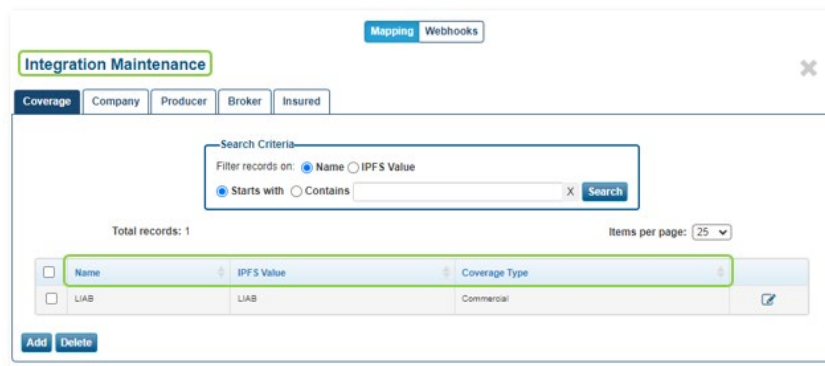 Mapping Webhooks
Integration Maintenance
Coverage Company Producer Broker Insured
Search Criteria
Filter records on: Name IPFS Value
Starts with Contains X Search
Total records: 1 Items per page: 25
Name IPFS Value Coverage Type
LIAB LIAB Commercial
Add Delete